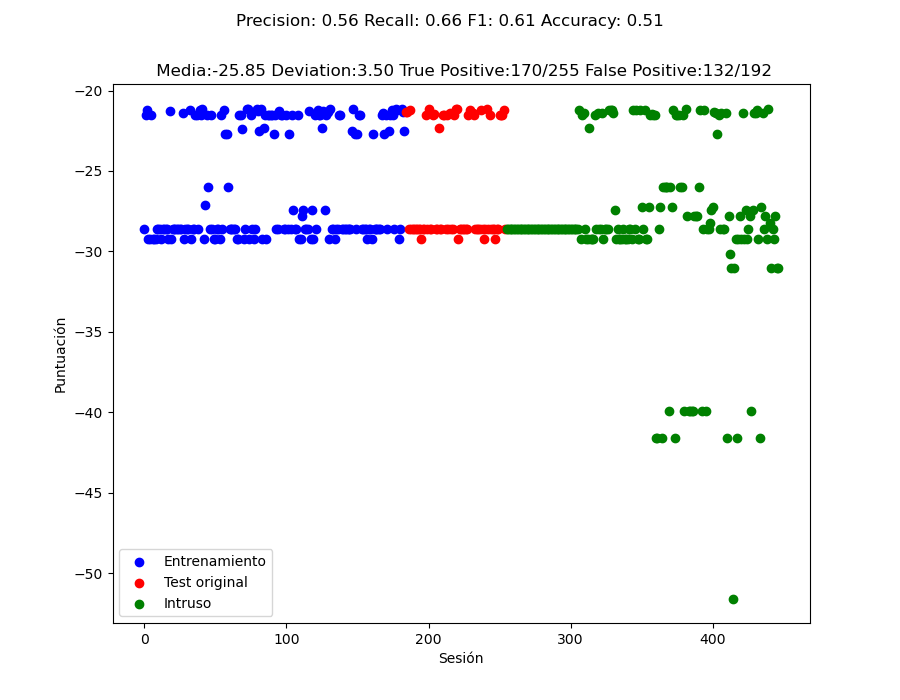 Precision: 0.56 Recall: 0.66 F1: 0.61 Accuracy: 0.51
Media:-25.85 Deviation:3.50 True Positive:170/255 False Positive:132/192
−20
−25
−30
−35
−40
−45
−50
Puntuación
Entrenamiento
Test original
Intruso
0 100 200 300 400
Sesión